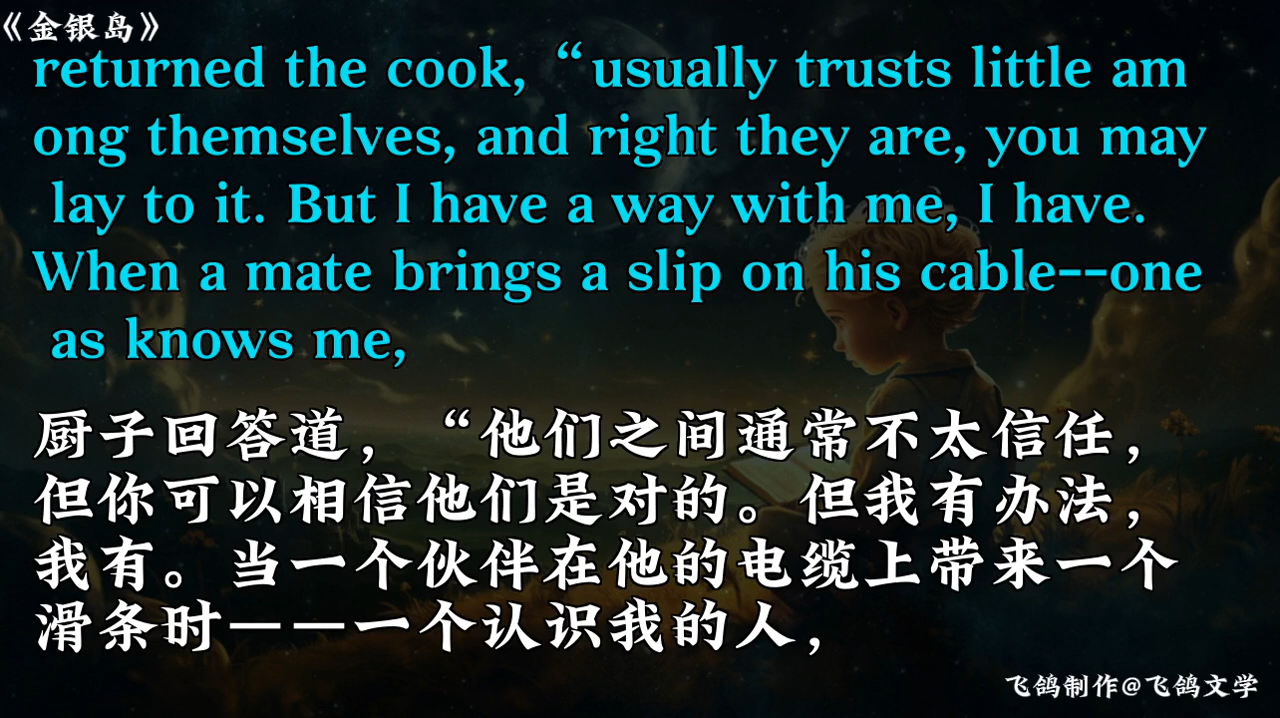 《金银岛》
returned the cook, “usually trusts little am
ong themselves, and right they are, you may
lay to it. But I have a way with me, I have.
When a mate brings a slip on his cable--one
as knows me,
厨子回答道，“他们之间通常不太信任，
但你可以相信他们是对的。但我有办法，
我有。当一个伙伴在他的电缆上带来一个
滑条时——一个认识我的人，
飞鸽制作@飞鸽文学